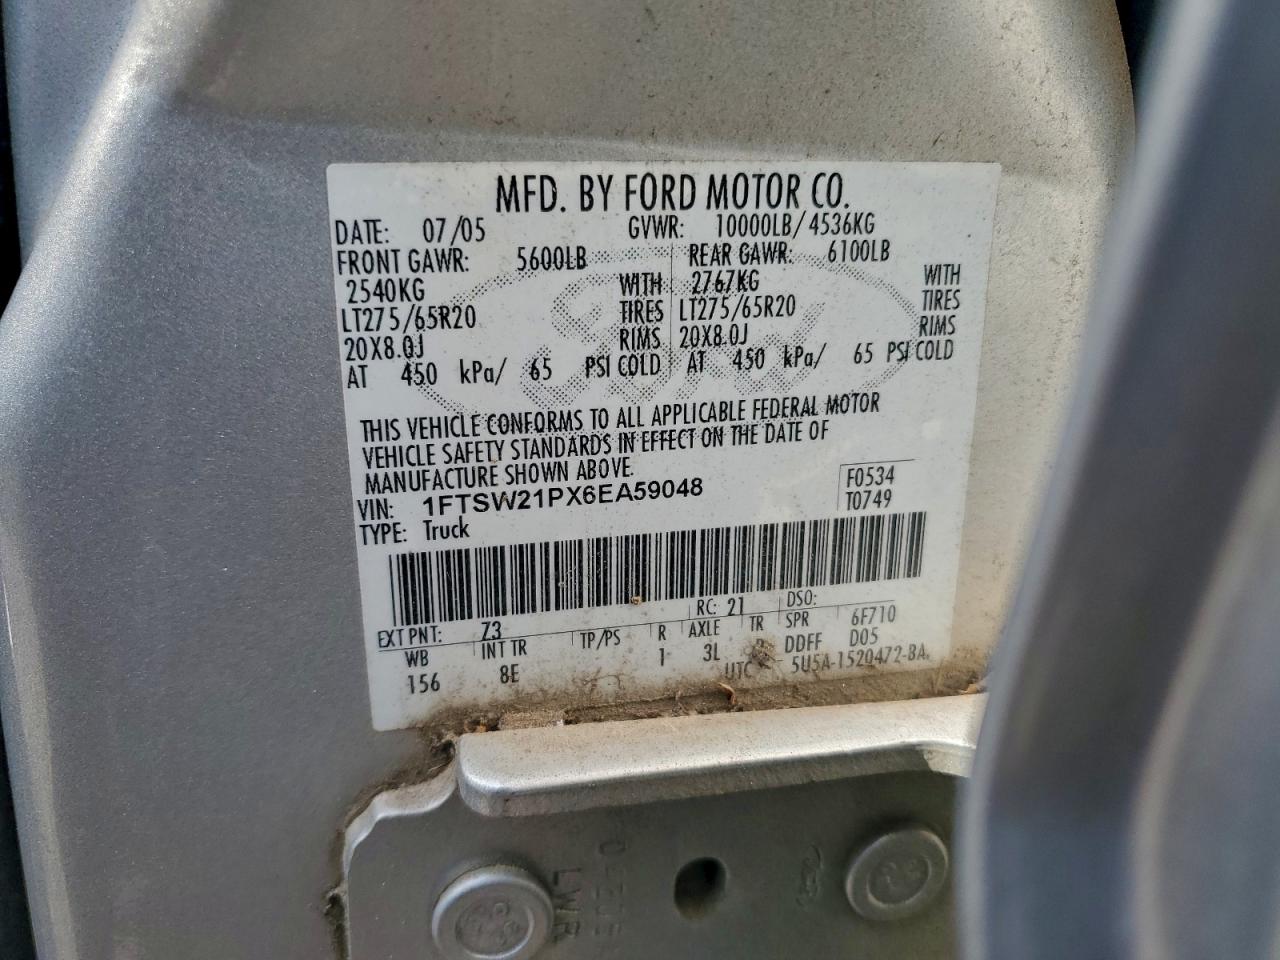 MFD. BY FORD MOTOR CO.
DATE: 07/05 GVWR: 10000LB/4536KG
FRONT GAWR: 5600LB REAR GAWR: 6100LB
2540KG WITH 2767KG WITH
LT275/65R20 TIRES LT275/65R20 TIRES
20X8.0J RIMS 20X8.0J RIMS
AT 450 kPa/ 65 PSI COLD AT 450 kPa/ 65 PSI COLD
THIS VEHICLE CONFORMS TO ALL APPLICABLE FEDERAL MOTOR
VEHICLE SAFETY STANDARDS IN EFFECT ON THE DATE OF
MANUFACTURE SHOWN ABOVE.
VIN: 1FTSW21PX6EA59048 F0534
TYPE: Truck T0749
RC: 21 DSO:
EXT PNT: Z3 6F710
WB INT TR TP/PS R AXLE TR SPR
156 8E 1 3L DDFF D05
UTC 5U5A-1520472-BA
LWR